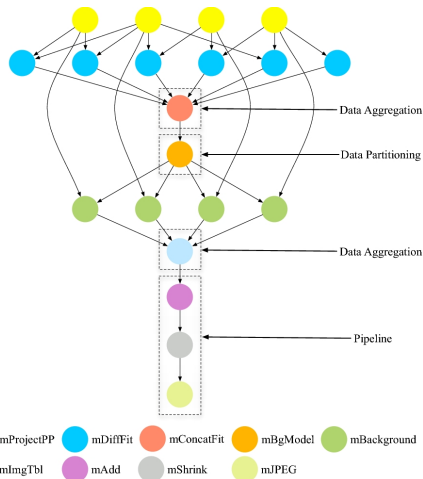 Data Aggregation
Data Partitioning
Data Aggregation
Pipeline
mProjectPP mDiffFit mConcatFit mBgModel mBackground
mImgTbl mAdd mShrink mJPEG